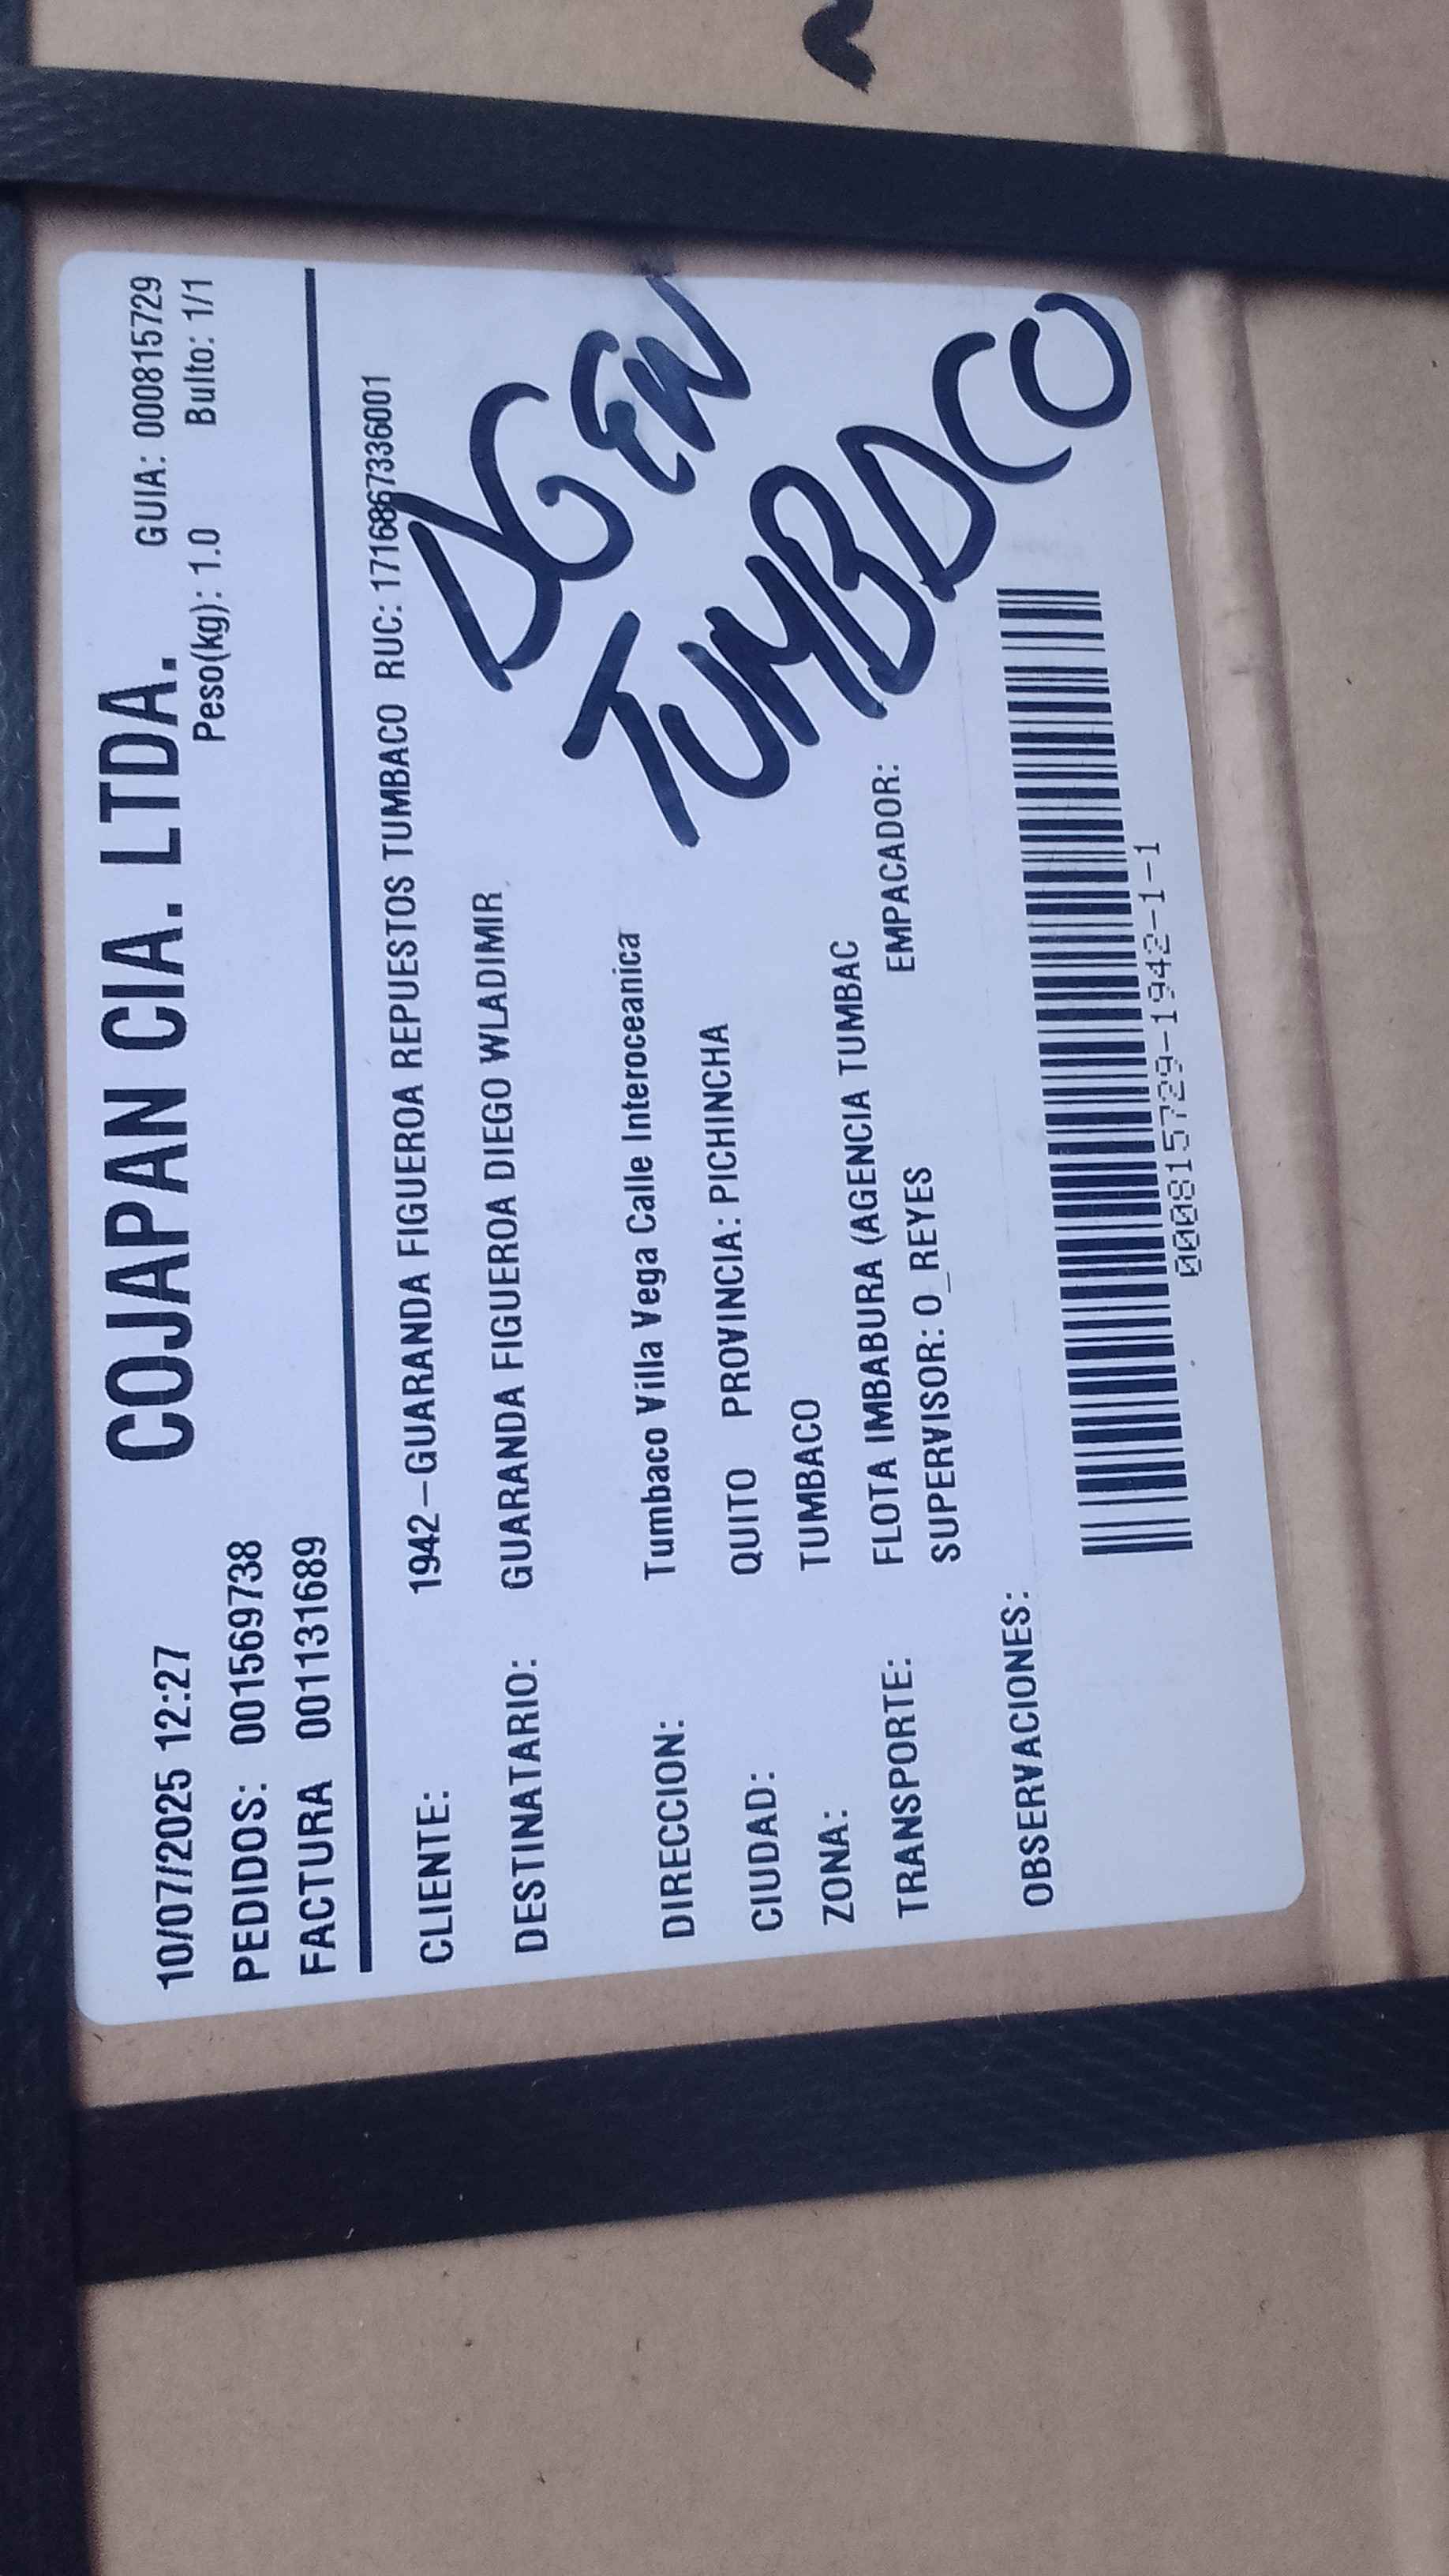 10/07/2025 12:27 COJAPAN CIA. LTDA. GUIA: 000815729
PEDIDOS: 001569738 Peso(kg): 1.0 Bulto: 1/1
FACTURA 001131689
CLIENTE: 1942-GUARANDA FIGUEROA REPUESTOS TUMBACO RUC: 1716867336001
DESTINATARIO: GUARANDA FIGUEROA DIEGO WLADIMIR
DIRECCION: Tumbaco Villa Vega Calle Interoceanica
CIUDAD: QUITO PROVINCIA: PICHINCHA
ZONA: TUMBACO
TRANSPORTE: FLOTA IMBABURA (AGENCIA TUMBAC
SUPERVISOR: O_REYES EMPACADOR:
OBSERVACIONES:
000815729-1942-1-1
AGEN
TUMBACO